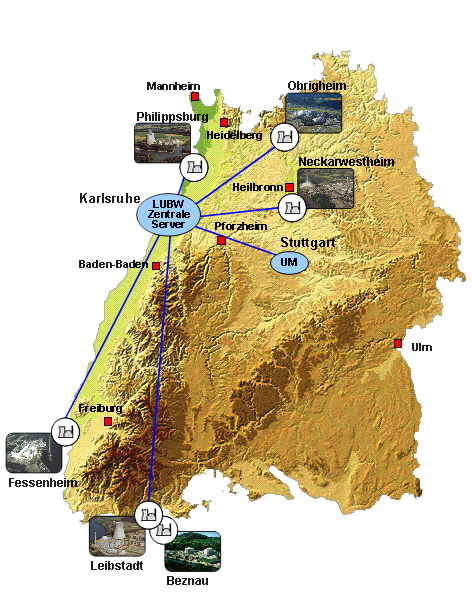 Mannheim
Obrigheim
Philippsburg
Heidelberg
Neckarwestheim
Heilbronn
Karlsruhe
LUBW
Zentrale
Server
Pforzheim
Stuttgart
UM
Baden-Baden
Ulm
Freiburg
Fessenheim
Leibstadt
Beznau